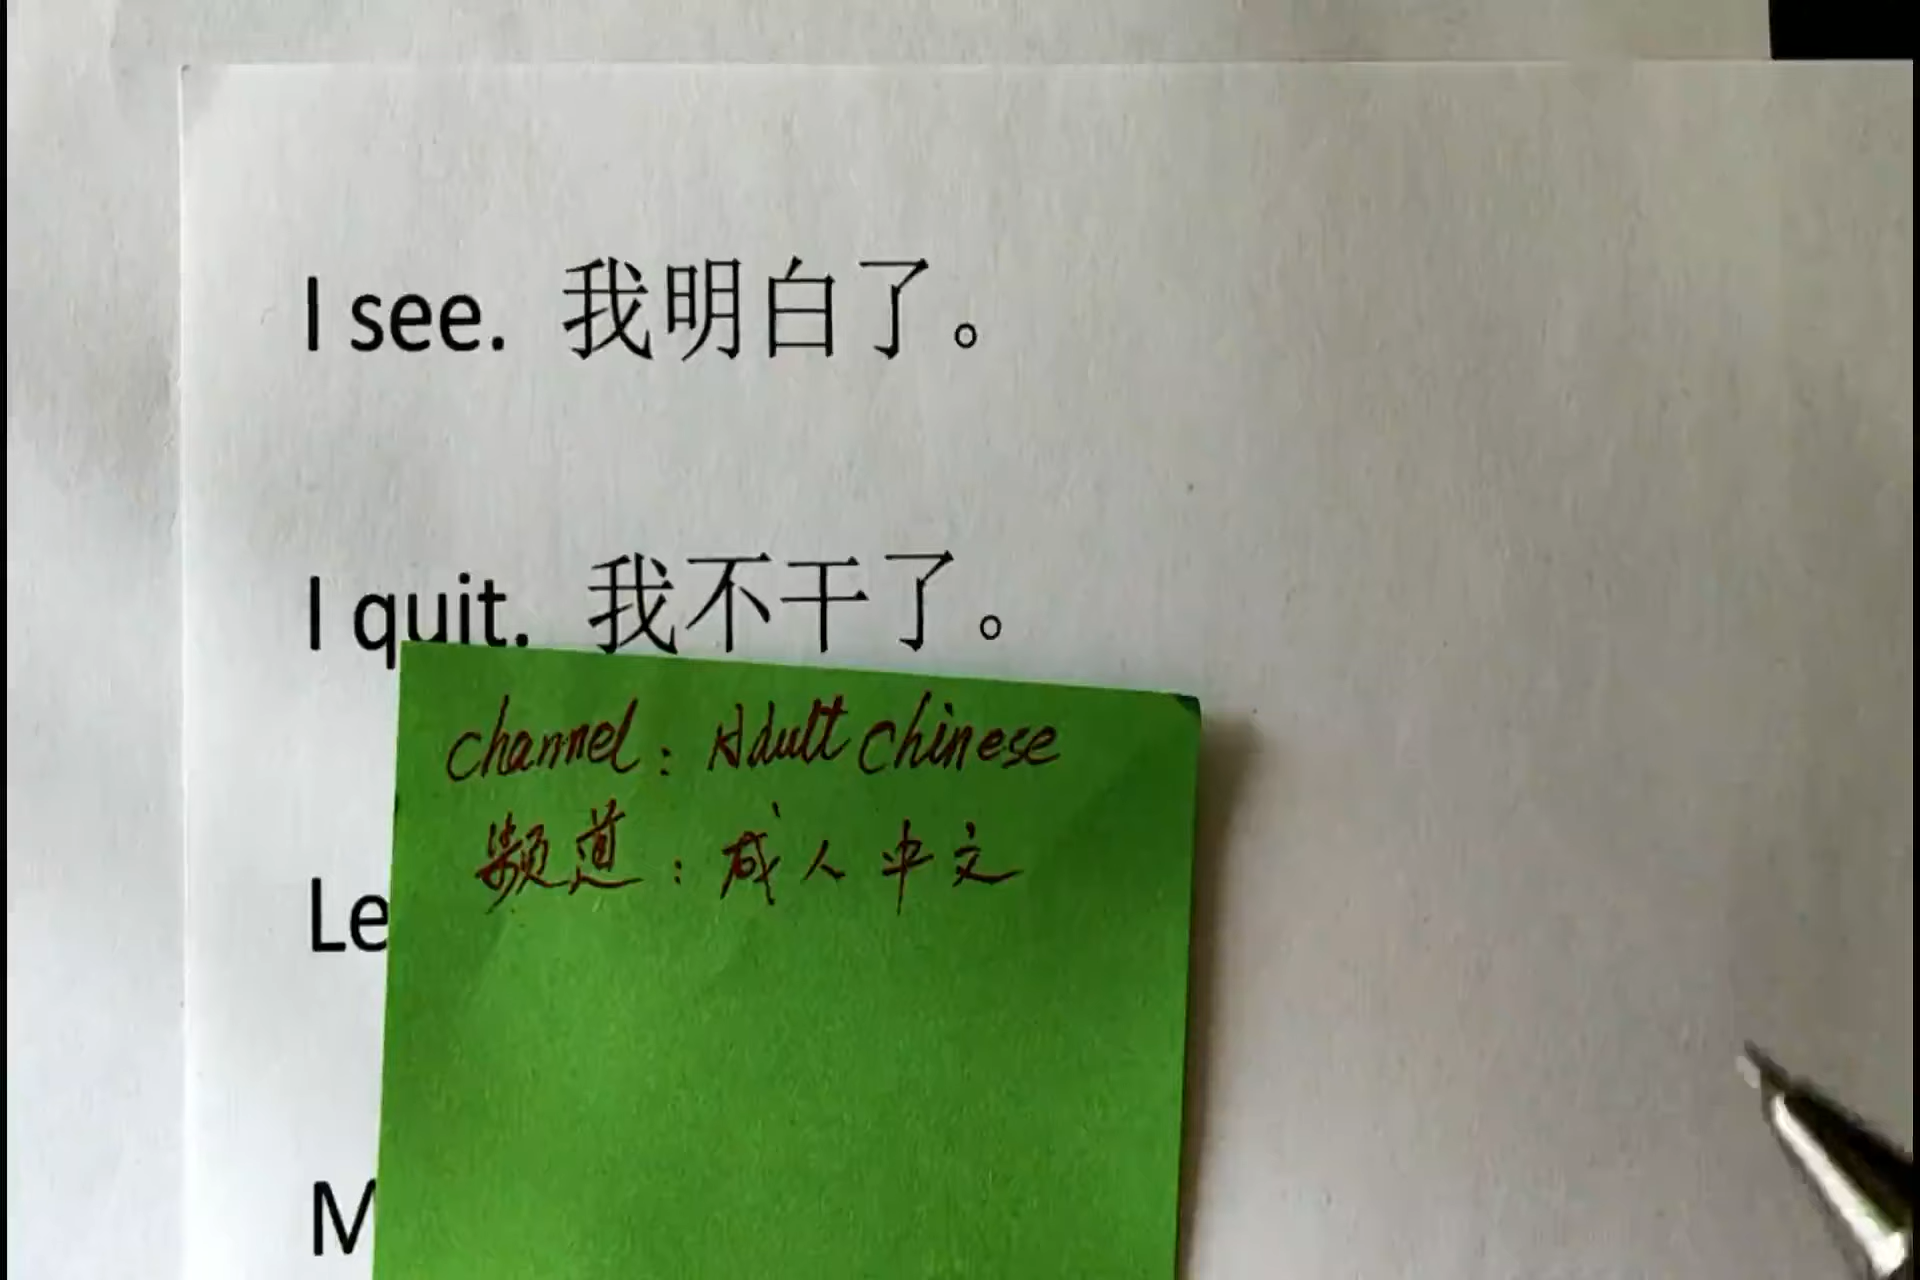 I see. 我明白了。
I quit. 我不干了。
channel: Adult Chinese
频道：成人中文
Le
M